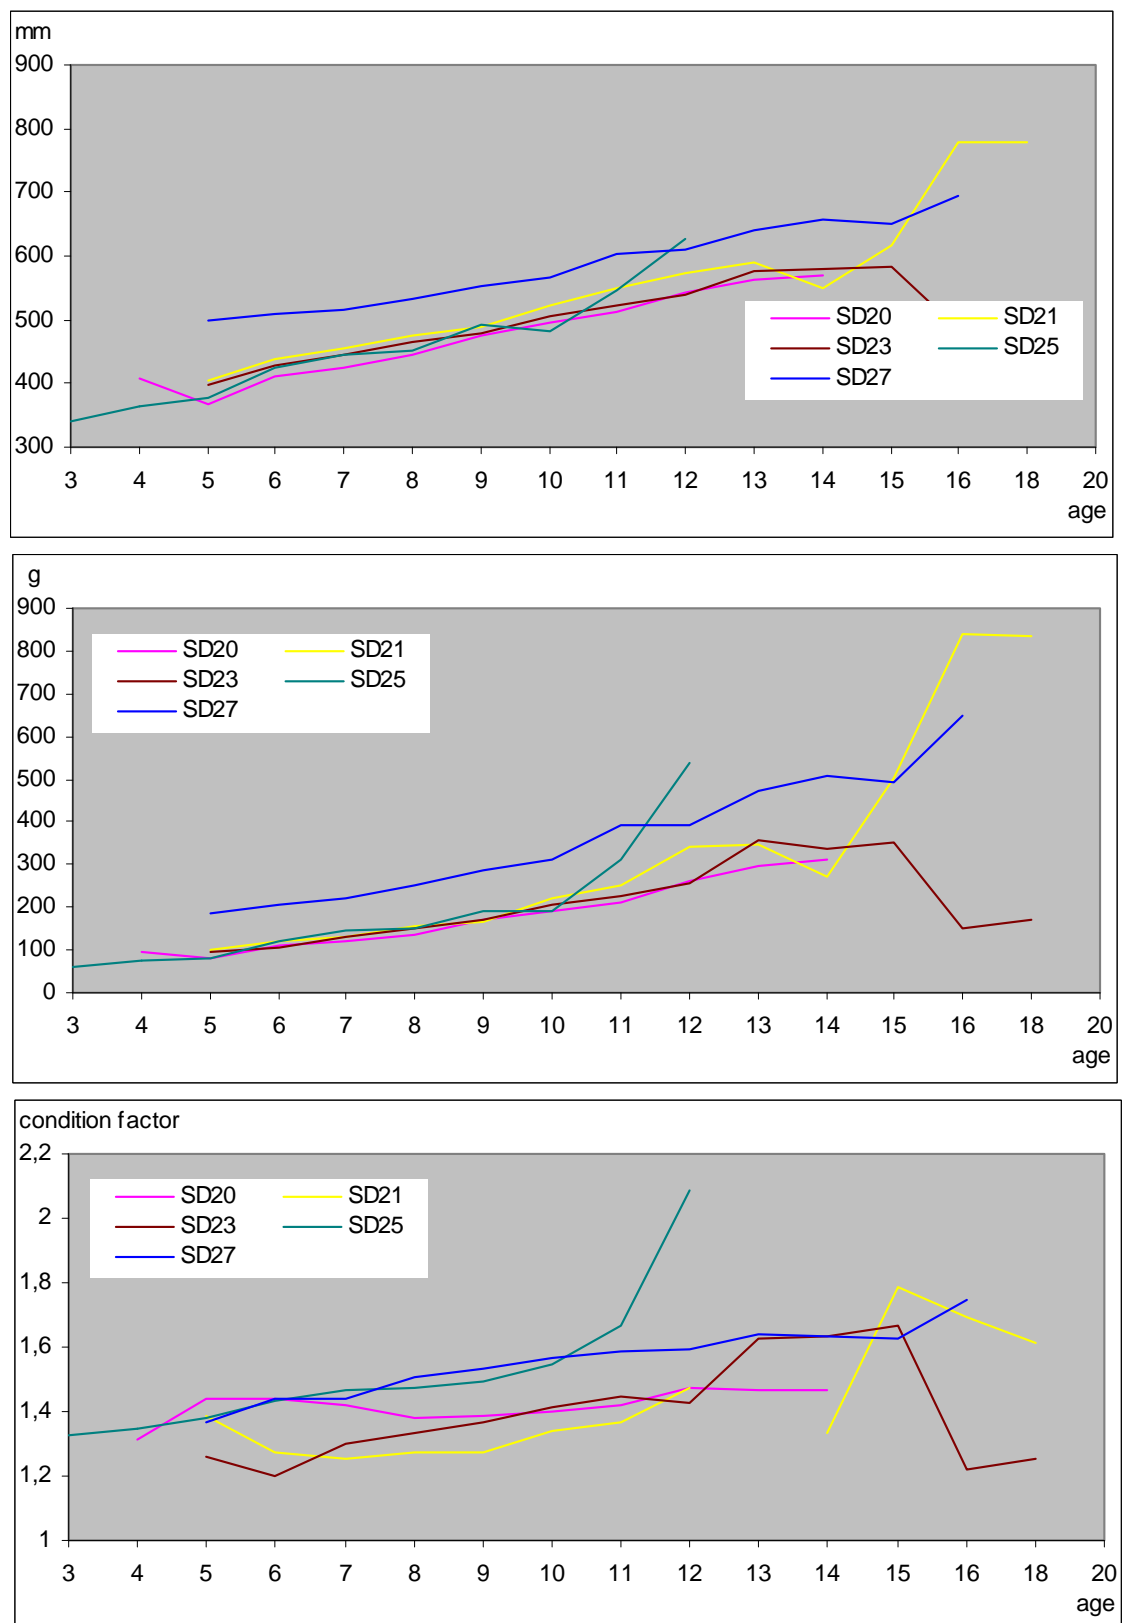 mm
900
800
700
600
500
400
300
SD20 SD21
SD23 SD25
SD27
3 4 5 6 7 8 9 10 11 12 13 14 15 16 18 20
age
g
900
800
700
600
500
400
300
200
100
0
SD20 SD21
SD23 SD25
SD27
3 4 5 6 7 8 9 10 11 12 13 14 15 16 18 20
age
condition factor
2,2
2
1,8
1,6
1,4
1,2
1
SD20 SD21
SD23 SD25
SD27
3 4 5 6 7 8 9 10 11 12 13 14 15 16 18 20
age